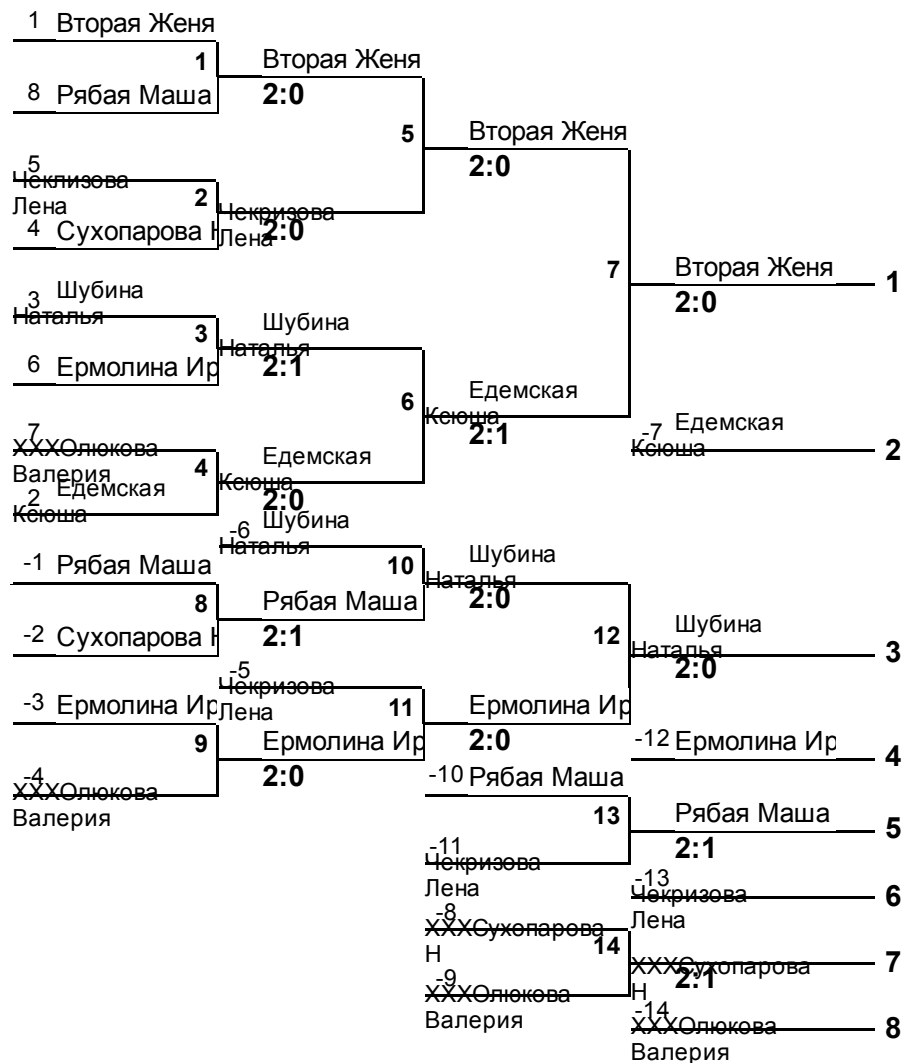 1 Вторая Женя
1 Вторая Женя
8 Рябая Маша 2:0
5 Вторая Женя
2:0
5
Чеклизова
Лена 2 Чекризова
Лена 2:0
4 Сухопарова Н
7 Вторая Женя 1
2:0
3 Шубина
Наталья
3 Шубина
Наталья
2:1
6 Ермолина Ир
6 Едемская
Ксюша 2:1
-7 Едемская
Ксюша 2
7
XXXОлюкова
Валерия 4 Едемская
Ксюша 2:0
2 Едемская
Ксюша
-6 Шубина
Наталья
-1 Рябая Маша 10 Шубина
Наталья
2:0
8 Рябая Маша
2:1
-2 Сухопарова Н
12 Шубина
Наталья 3
2:0
-5
Чекризова
Лена
-3 Ермолина Ир 11 Ермолина Ир
2:0
9 Ермолина Ир
2:0
-12 Ермолина Ир 4
-4
XXXОлюкова
Валерия
-10 Рябая Маша
13 Рябая Маша 5
2:1
-11
Чекризова
Лена
-13
Чекризова
Лена 6
-8
XXXСухопарова
Н
14 XXXСухопарова
Н 2:1 7
-9
XXXОлюкова
Валерия
-14
XXXОлюкова
Валерия 8